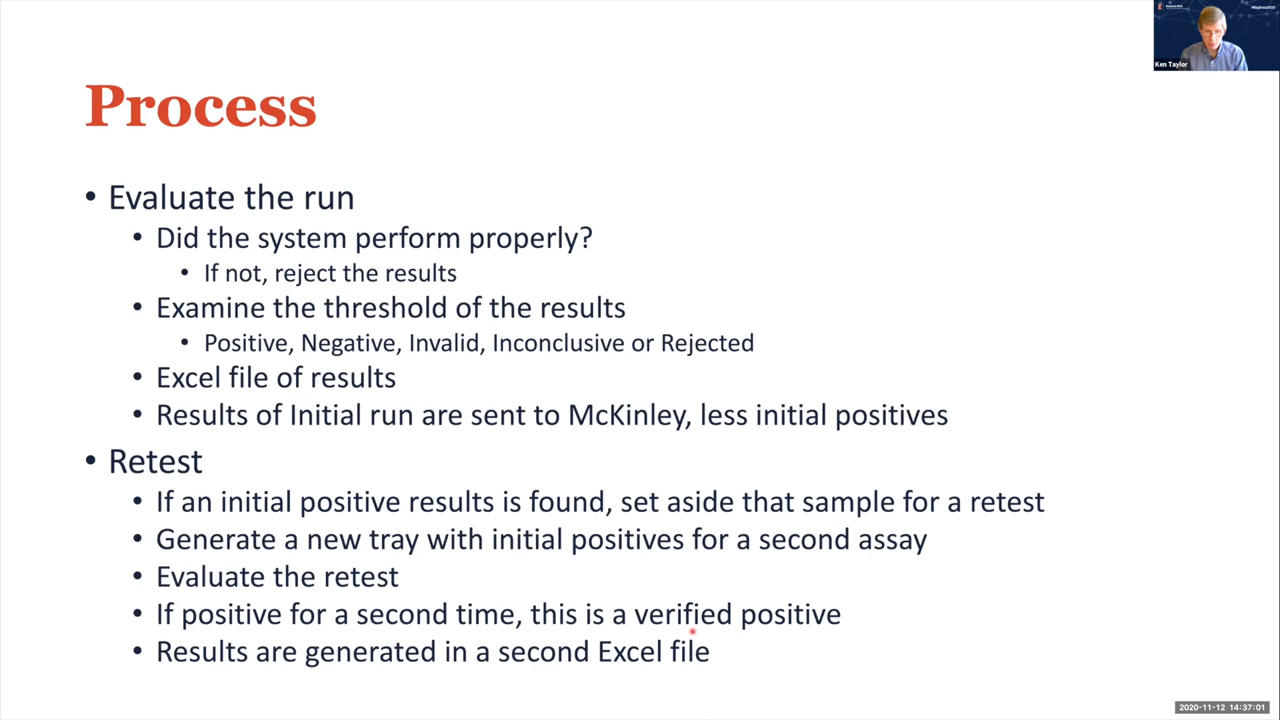 Process
• Evaluate the run
• Did the system perform properly?
• If not, reject the results
• Examine the threshold of the results
• Positive, Negative, Invalid, Inconclusive or Rejected
• Excel file of results
• Results of Initial run are sent to McKinley, less initial positives
• Retest
• If an initial positive results is found, set aside that sample for a retest
• Generate a new tray with initial positives for a second assay
• Evaluate the retest
• If positive for a second time, this is a verified positive
• Results are generated in a second Excel file
Ken Taylor
2020-11-12 14:37:01